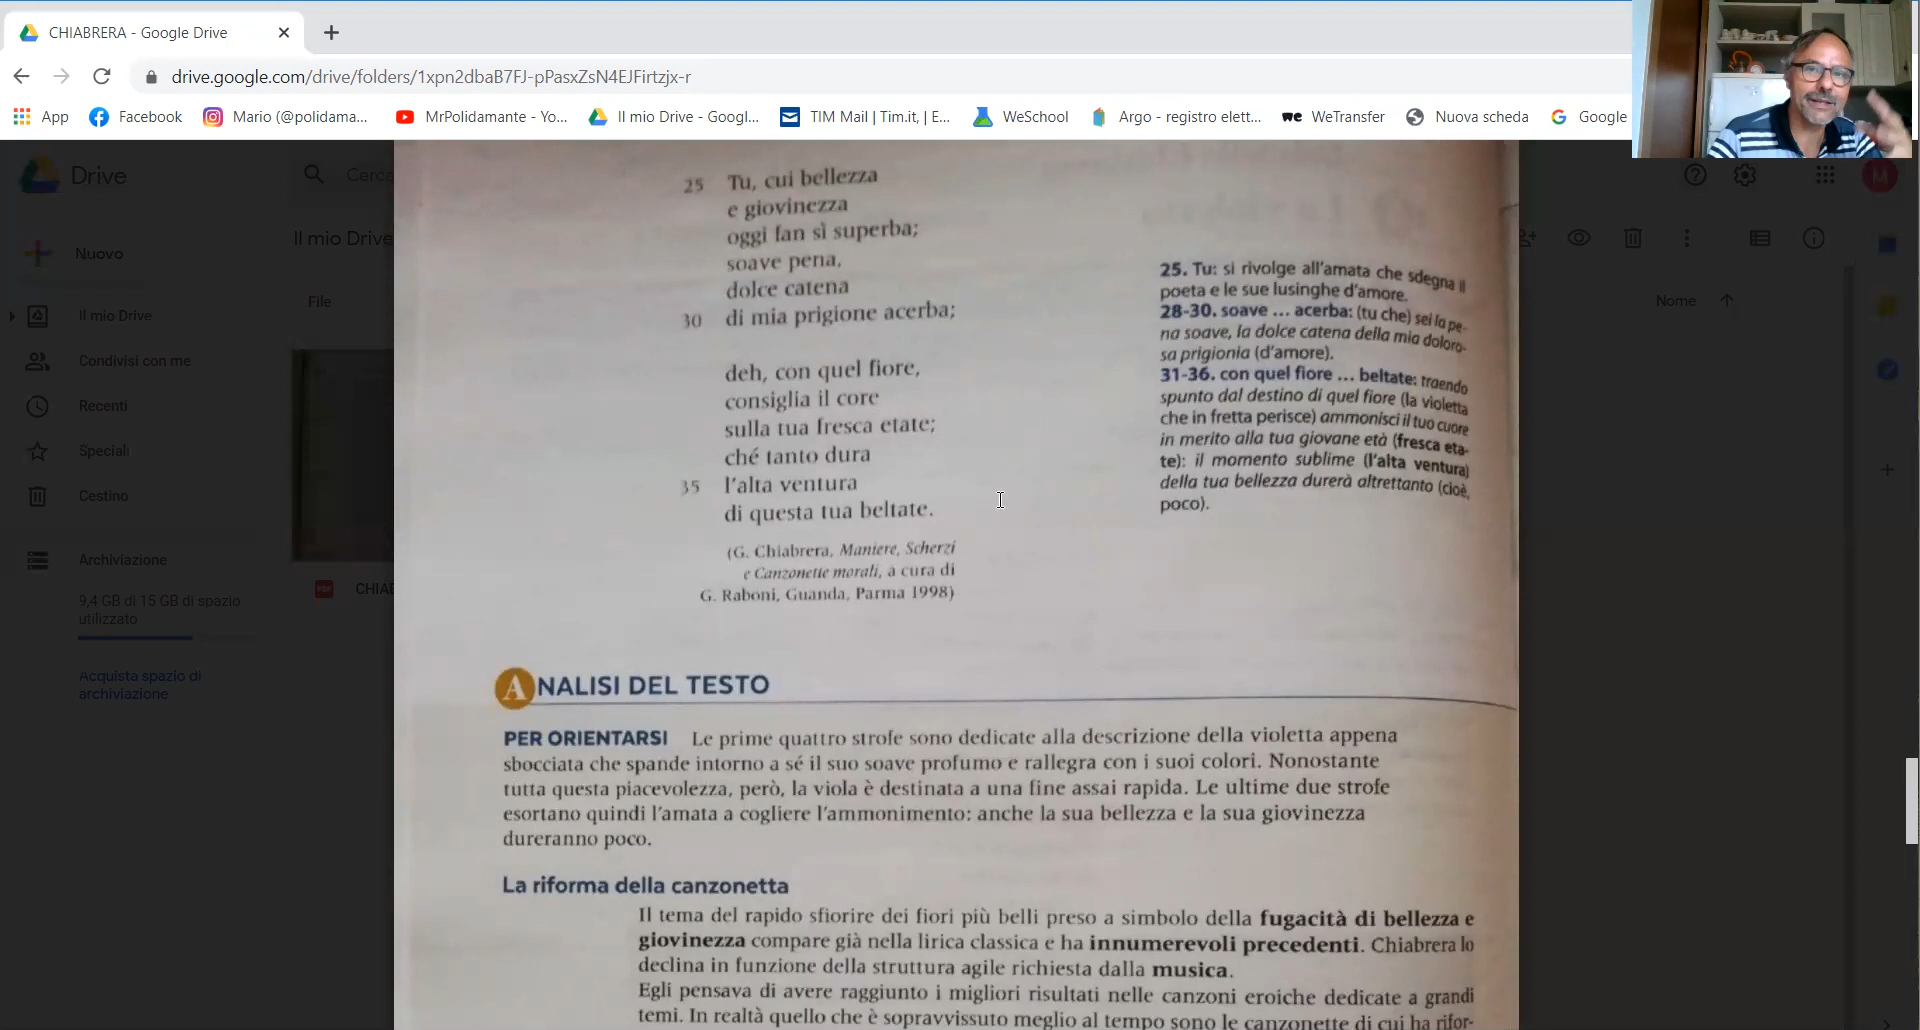 CHIABRERA - Google Drive
drive.google.com/drive/folders/1xpn2dbaB7FJ-pPasxZsN4EJFirtzjx-r
App Facebook Mario (@polidama... MrPolidamante - Yo... Il mio Drive - Googl... TIM Mail | Tim.it, | E... WeSchool Argo - registro elett... WeTransfer Nuova scheda Google
Drive
Cerc
M
Il mio Drive
Nuovo
File
Nome
Il mio Drive
Condivisi con me
Recenti
Speciali
Cestino
Archiviazione
9,4 GB di 15 GB di spazio
utilizzato
Acquista spazio di
archiviazione
PDF CHIAB
25 Tu, cui bellezza
e giovinezza
oggi fan sì superba;
soave pena,
dolce catena
30 di mia prigione acerba;
deh, con quel fiore,
consiglia il core
sulla tua fresca etate;
ché tanto dura
35 l'alta ventura
di questa tua beltate.
(G. Chiabrera, Maniere, Scherzi
e Canzonette morali, a cura di
G. Raboni, Guanda, Parma 1998)
25. Tu: si rivolge all'amata che sdegna il
poeta e le sue lusinghe d'amore.
28-30. soave ... acerba: (tu che) sei la pe-
na soave, la dolce catena della mia doloro-
sa prigionia (d'amore).
31-36. con quel fiore ... beltate: traendo
spunto dal destino di quel fiore (la violetta
che in fretta perisce) ammonisci il tuo cuore
in merito alla tua giovane età (fresca eta-
te): il momento sublime (l'alta ventura)
della tua bellezza durerà altrettanto (cioè,
poco).
ANALISI DEL TESTO
PER ORIENTARSI Le prime quattro strofe sono dedicate alla descrizione della violetta appena
sbocciata che spande intorno a sé il suo soave profumo e rallegra con i suoi colori. Nonostante
tutta questa piacevolezza, però, la viola è destinata a una fine assai rapida. Le ultime due strofe
esortano quindi l'amata a cogliere l'ammonimento: anche la sua bellezza e la sua giovinezza
dureranno poco.
La riforma della canzonetta
Il tema del rapido sfiorire dei fiori più belli preso a simbolo della fugacità di bellezza e
giovinezza compare già nella lirica classica e ha innumerevoli precedenti. Chiabrera lo
declina in funzione della struttura agile richiesta dalla musica.
Egli pensava di avere raggiunto i migliori risultati nelle canzoni eroiche dedicate a grandi
temi. In realtà quello che è sopravvissuto meglio al tempo sono le canzonette di cui ha rifor-